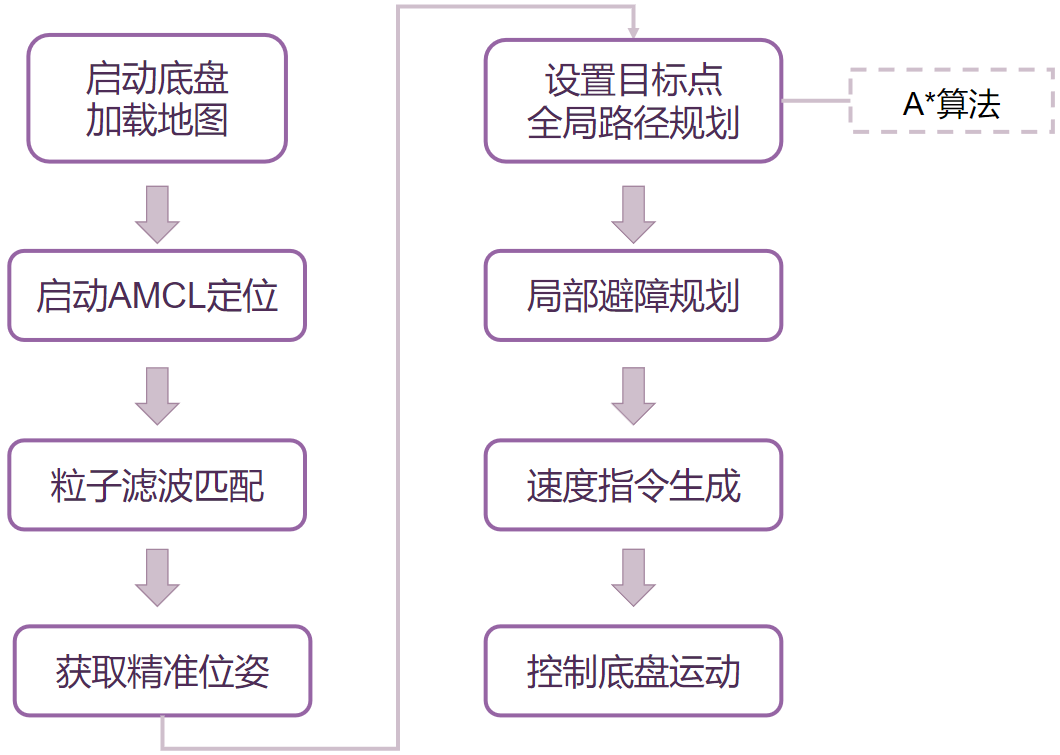 启动底盘
加载地图
启动AMCL定位
粒子滤波匹配
获取精准位姿
设置目标点
全局路径规划
A*算法
局部避障规划
速度指令生成
控制底盘运动